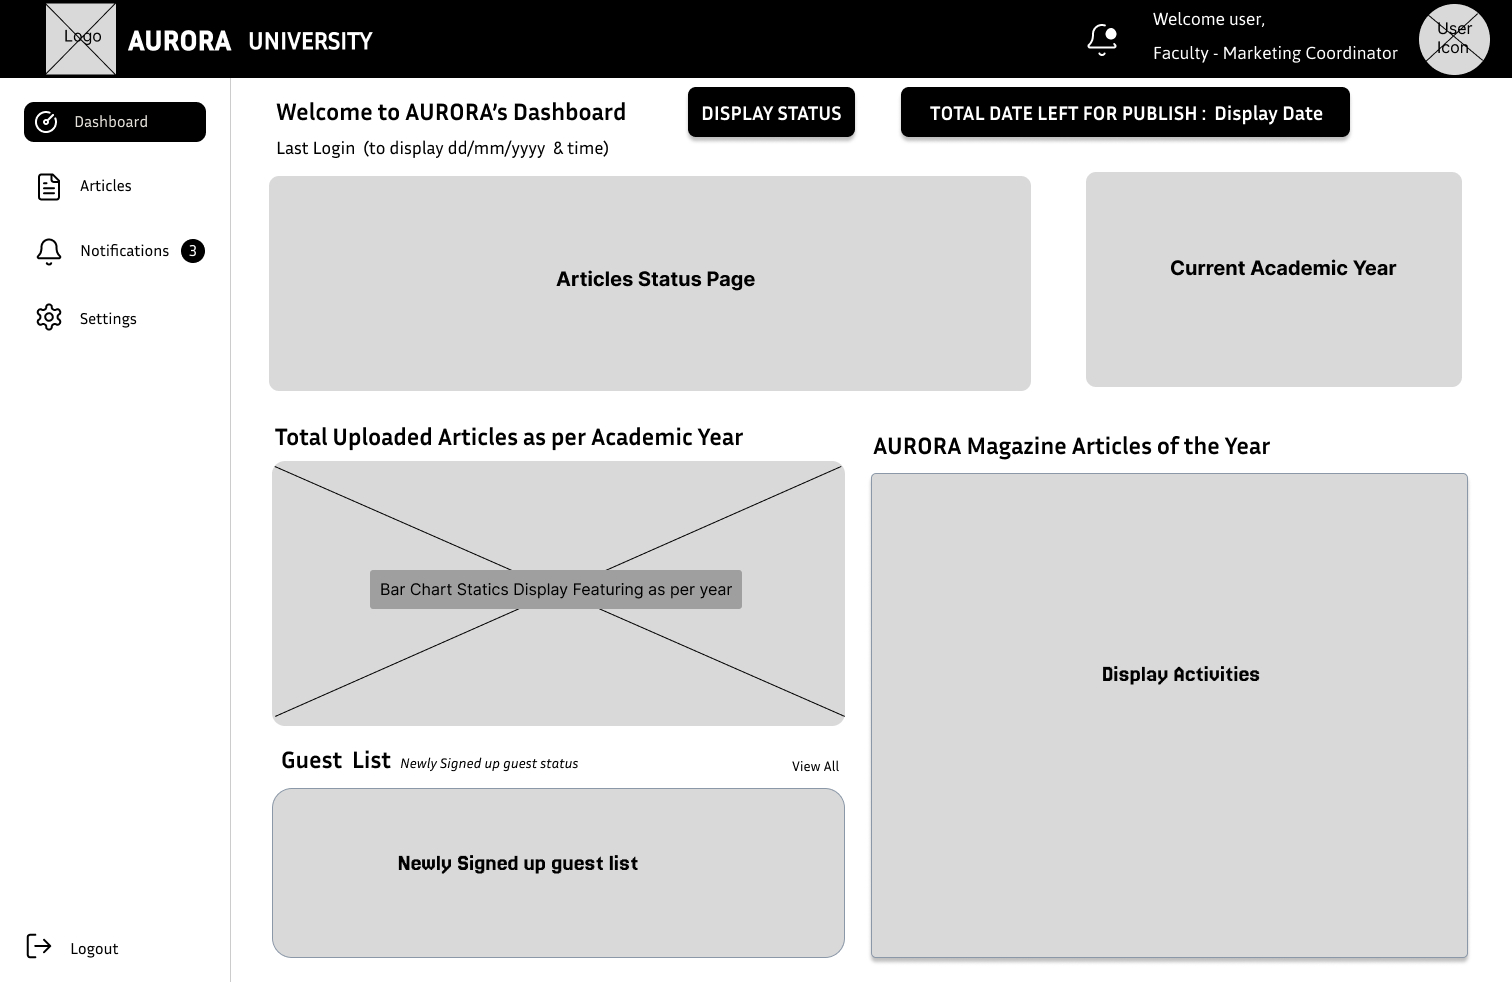 Logo
AURORA UNIVERSITY
Welcome user,
Faculty - Marketing Coordinator
User
Icon
Dashboard
Articles
Notifications 3
Settings
Logout
Welcome to AURORA’s Dashboard
Last Login (to display dd/mm/yyyy & time)
DISPLAY STATUS
TOTAL DATE LEFT FOR PUBLISH : Display Date
Articles Status Page
Current Academic Year
Total Uploaded Articles as per Academic Year
Bar Chart Statics Display Featuring as per year
AURORA Magazine Articles of the Year
Display Activities
Guest List Newly Signed up guest status
View All
Newly Signed up guest list